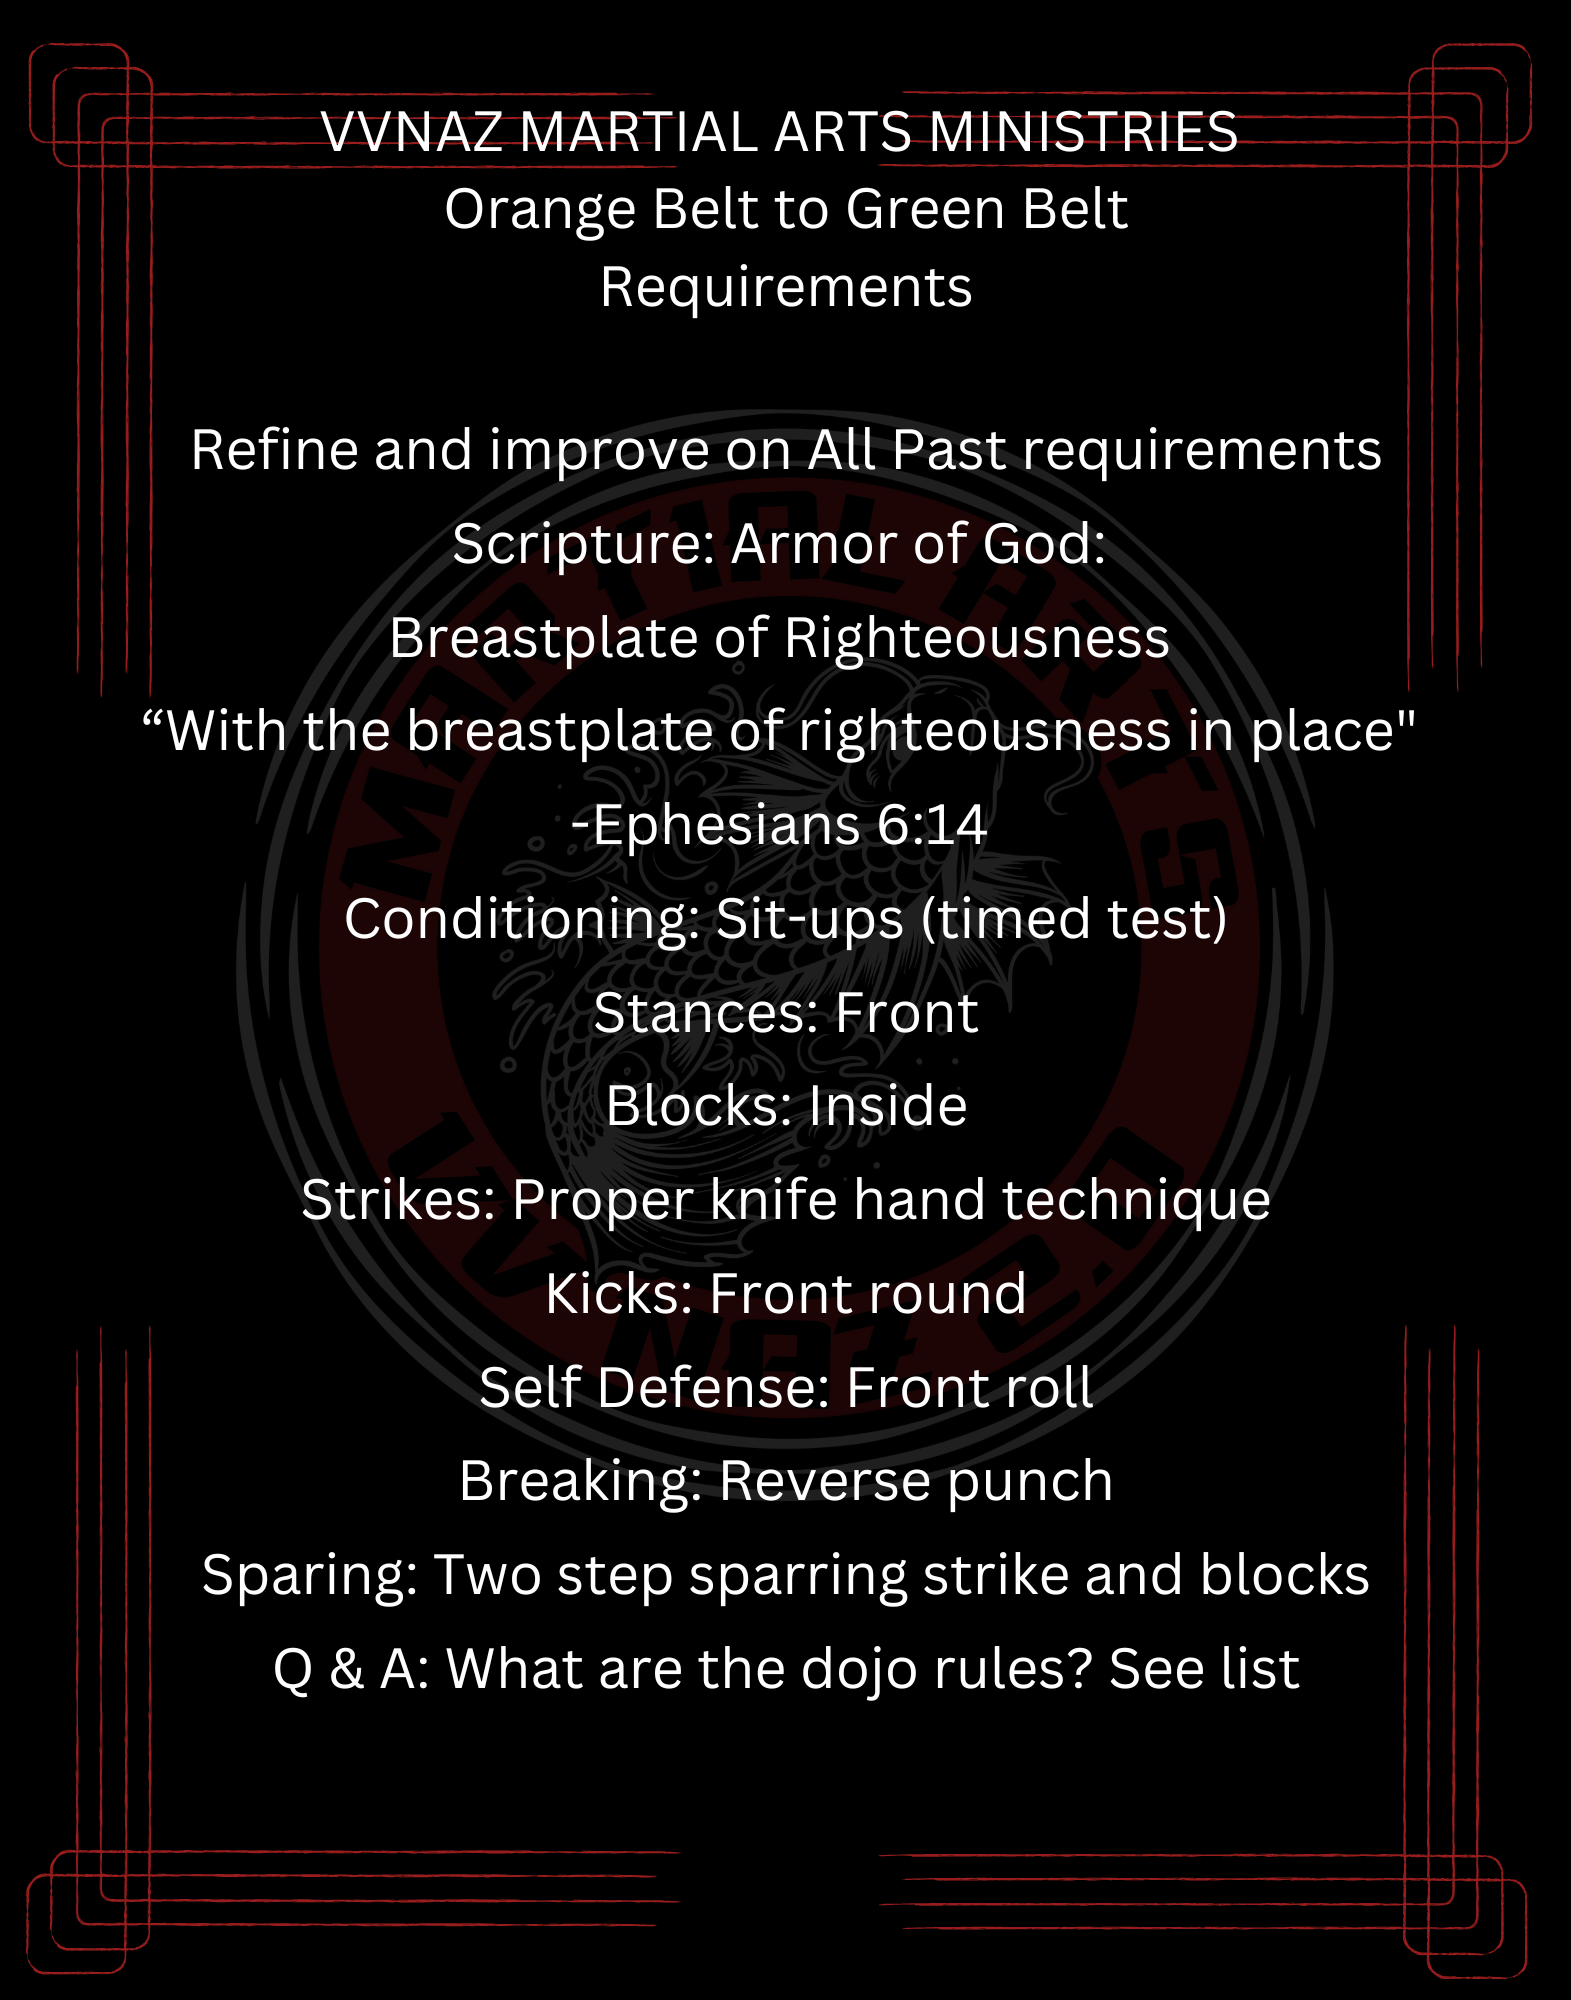 VVNAZ MARTIAL ARTS MINISTRIES
Orange Belt to Green Belt
Requirements
Refine and improve on All Past requirements
Scripture: Armor of God:
Breastplate of Righteousness
“With the breastplate of righteousness in place"
-Ephesians 6:14
Conditioning: Sit-ups (timed test)
Stances: Front
Blocks: Inside
Strikes: Proper knife hand technique
Kicks: Front round
Self Defense: Front roll
Breaking: Reverse punch
Sparing: Two step sparring strike and blocks
Q & A: What are the dojo rules? See list
MARTIAL ARTS